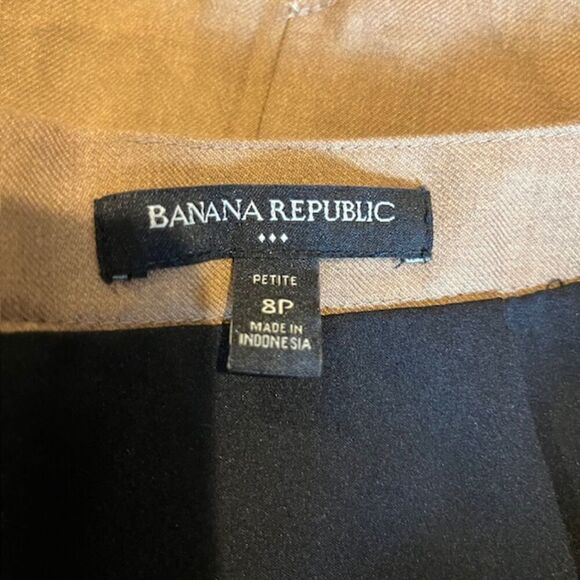 BANANA REPUBLIC
PETITE
8P
MADE IN
INDONESIA